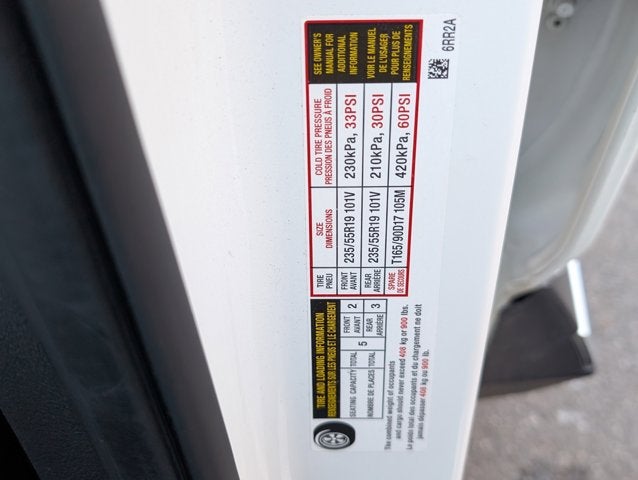 TIRE AND LOADING INFORMATION
RENSEIGNEMENTS SUR LES PNEUS ET LE CHARGEMENT
SEATING CAPACITY TOTAL 5 FRONT AVANT 2
NOMBRE DE PLACES TOTAL REAR ARRIÈRE 3
The combined weight of occupants
and cargo should never exceed 408 kg or 900 lbs.
Le poids total des occupants et du chargement ne doit
jamais dépasser 408 kg ou 900 lb.
TIRE PNEU SIZE DIMENSIONS COLD TIRE PRESSURE PRESSION DES PNEUS À FROID
FRONT AVANT 235/55R19 101V 230kPa, 33PSI
REAR ARRIÈRE 235/55R19 101V 210kPa, 30PSI
SPARE DE SECOURS T165/90D17 105M 420kPa, 60PSI
SEE OWNER'S
MANUAL FOR
ADDITIONAL
INFORMATION
VOIR LE MANUEL
DE L'USAGER
POUR PLUS DE
RENSEIGNEMENTS
6RR2A